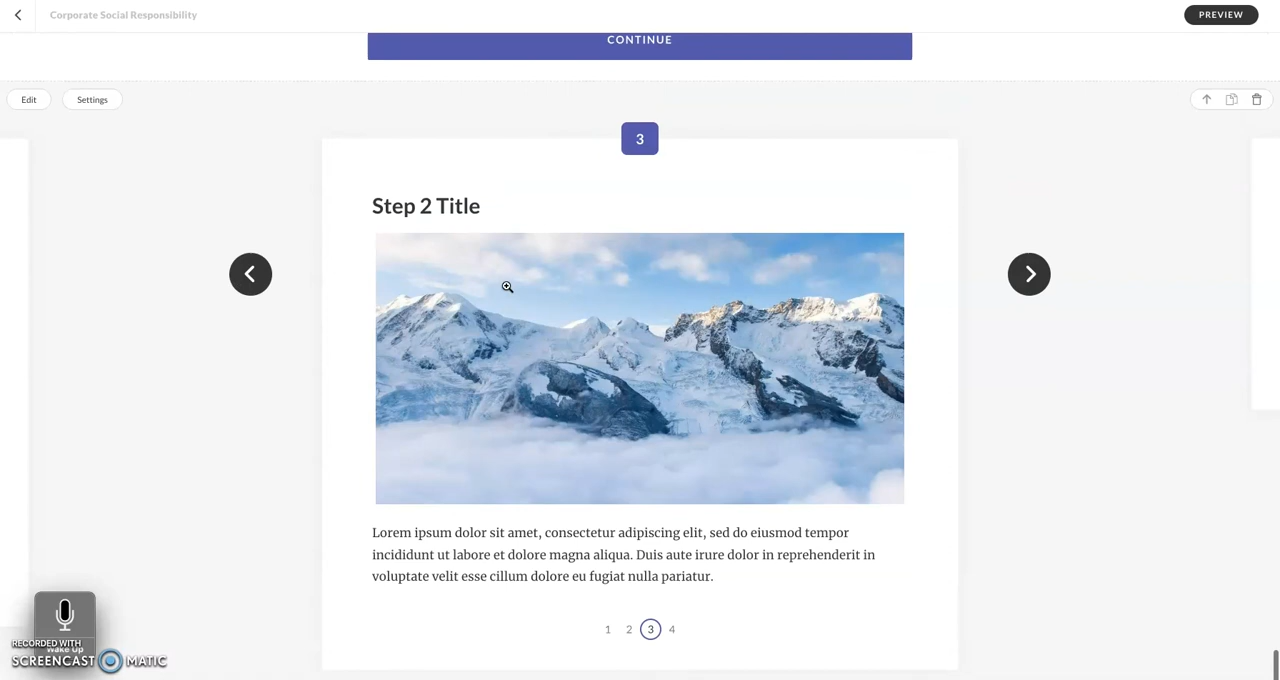 Corporate Social Responsibility
PREVIEW
CONTINUE
Edit
Settings
3
Step 2 Title
Lorem ipsum dolor sit amet, consectetur adipiscing elit, sed do eiusmod tempor
incididunt ut labore et dolore magna aliqua. Duis aute irure dolor in reprehenderit in
voluptate velit esse cillum dolore eu fugiat nulla pariatur.
1 2 3 4
RECORDED WITH
Wake Up
SCREENCAST MATIC